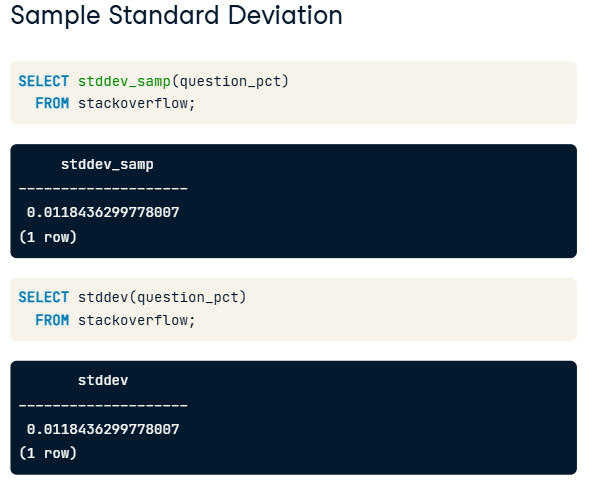 Sample Standard Deviation
SELECT stddev_samp(question_pct)
  FROM stackoverflow;
     stddev_samp
--------------------
 0.0118436299778007
(1 row)
SELECT stddev(question_pct)
  FROM stackoverflow;
       stddev
--------------------
 0.0118436299778007
(1 row)